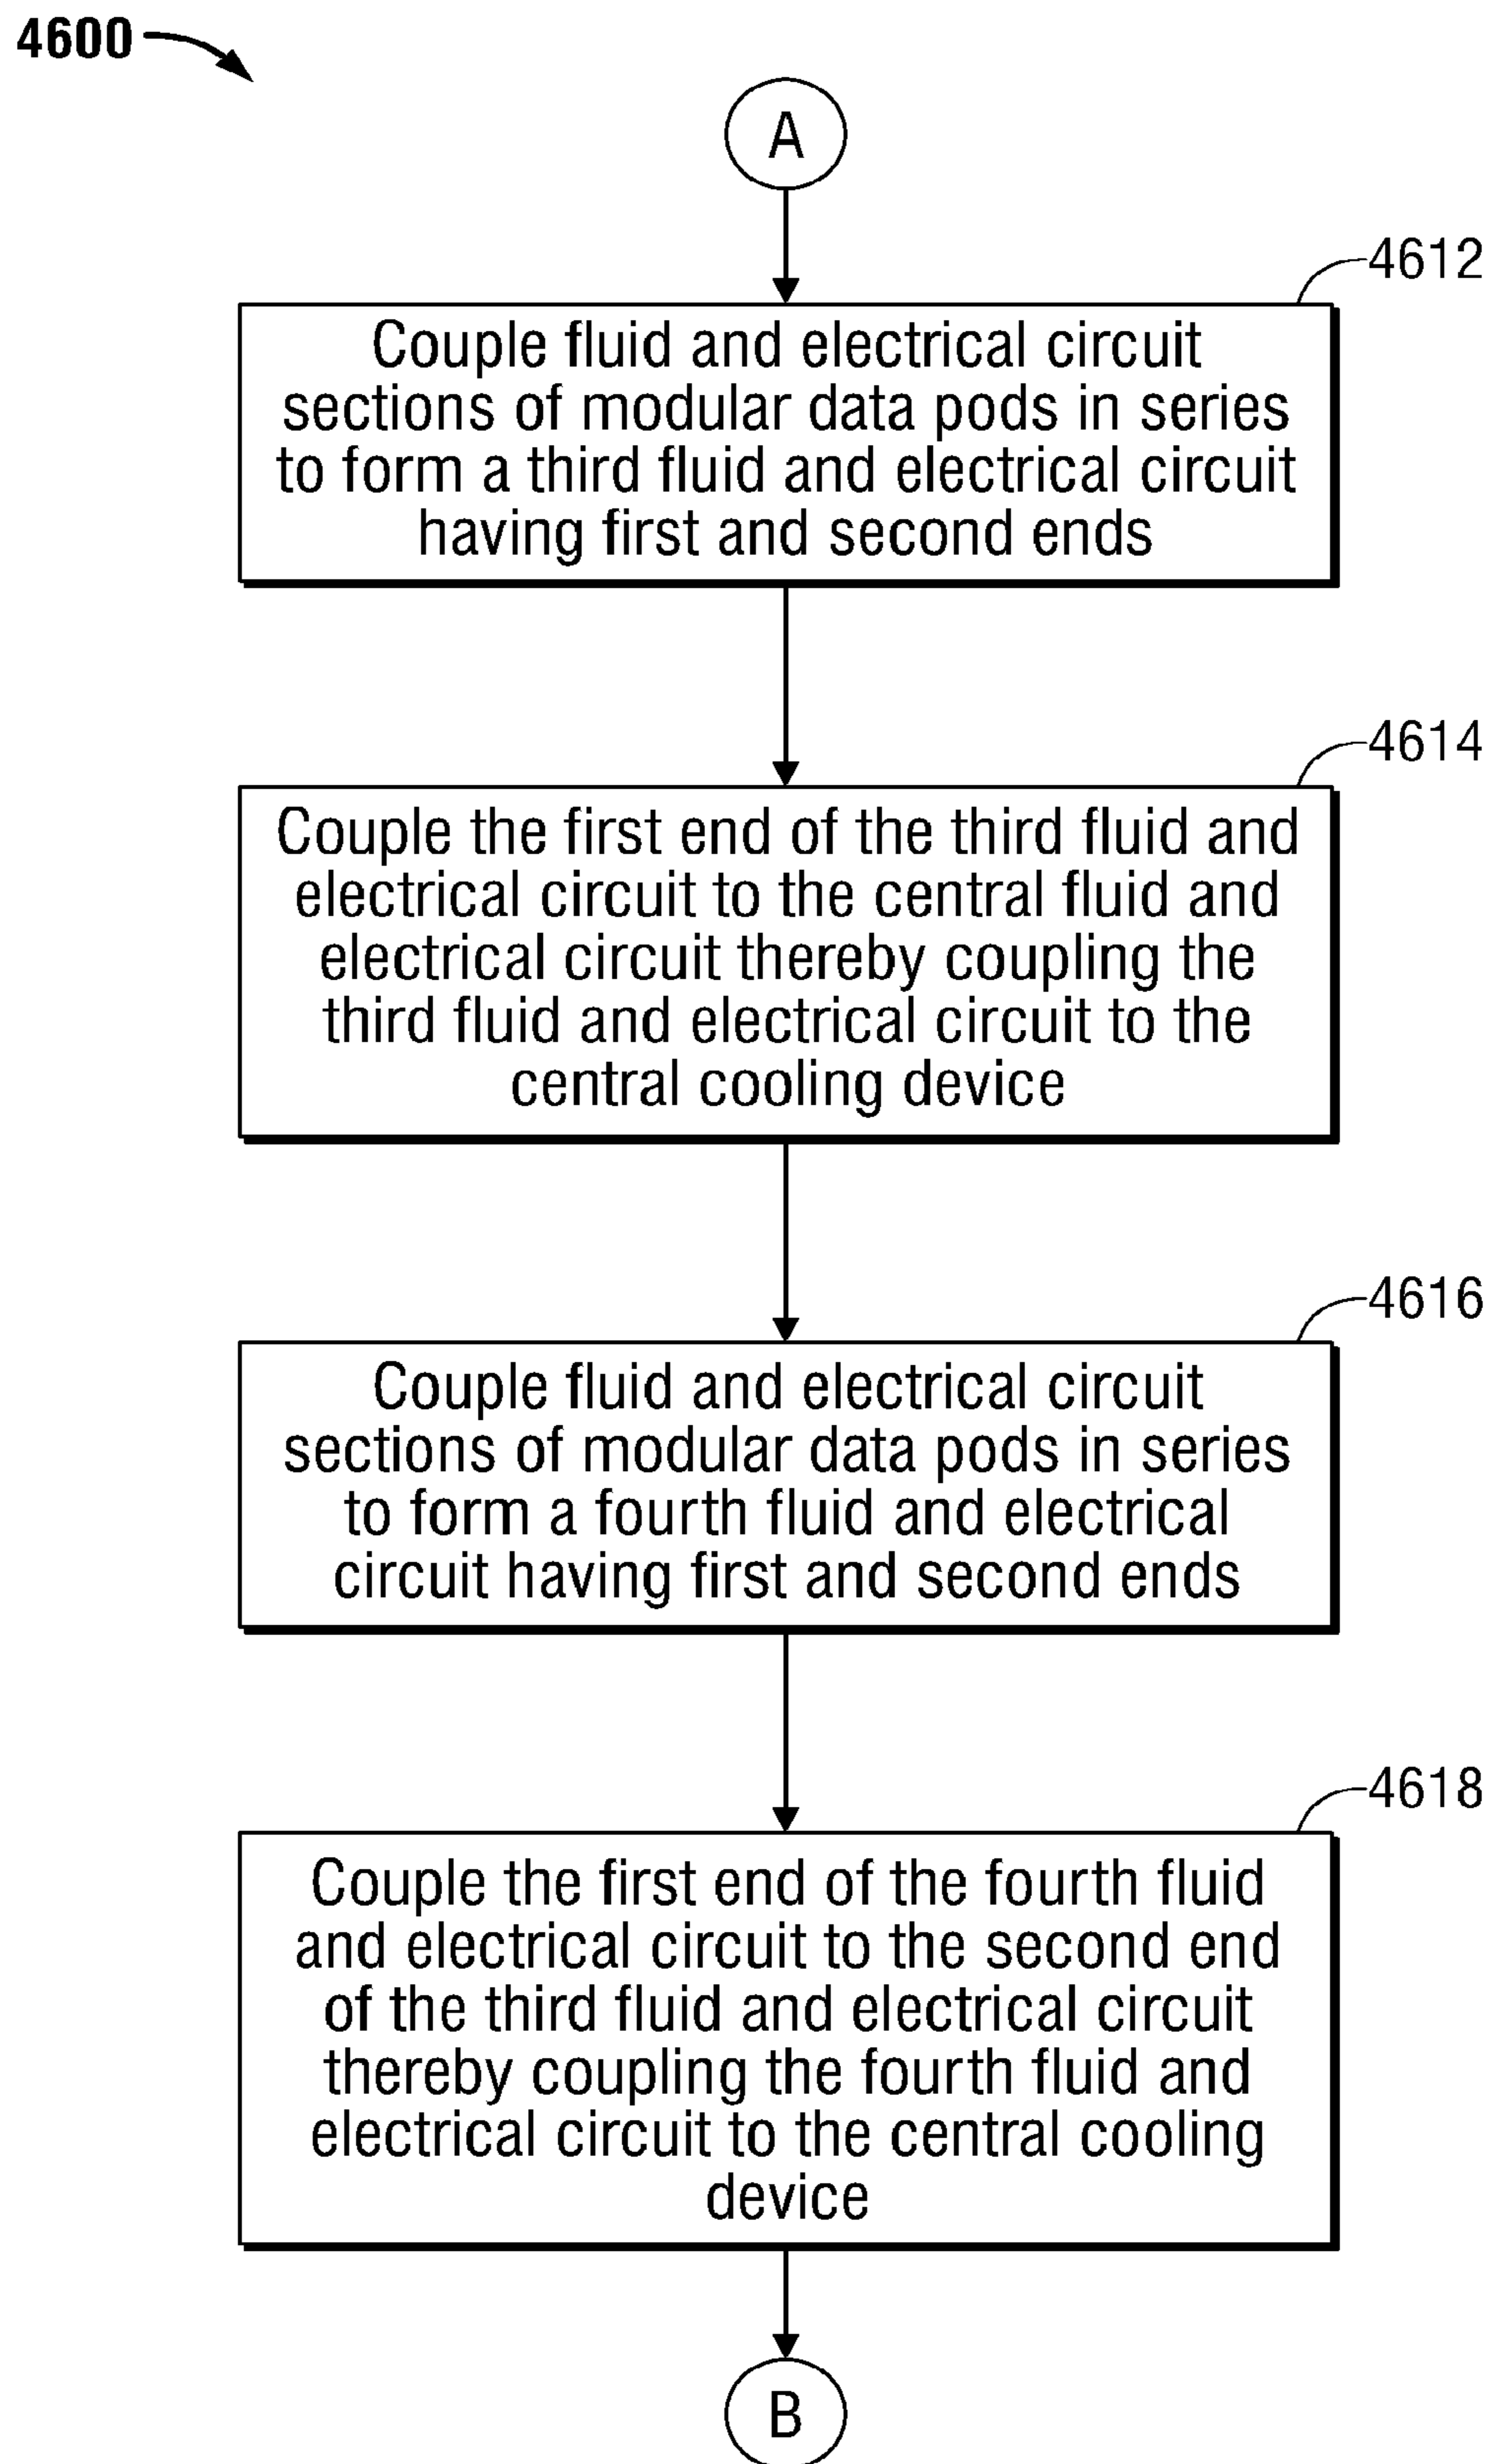 4600
A
4612
Couple fluid and electrical circuit
sections of modular data pods in series
to form a third fluid and electrical circuit
having first and second ends
4614
Couple the first end of the third fluid and
electrical circuit to the central fluid and
electrical circuit thereby coupling the
third fluid and electrical circuit to the
central cooling device
4616
Couple fluid and electrical circuit
sections of modular data pods in series
to form a fourth fluid and electrical
circuit having first and second ends
4618
Couple the first end of the fourth fluid
and electrical circuit to the second end
of the third fluid and electrical circuit
thereby coupling the fourth fluid and
electrical circuit to the central cooling
device
B